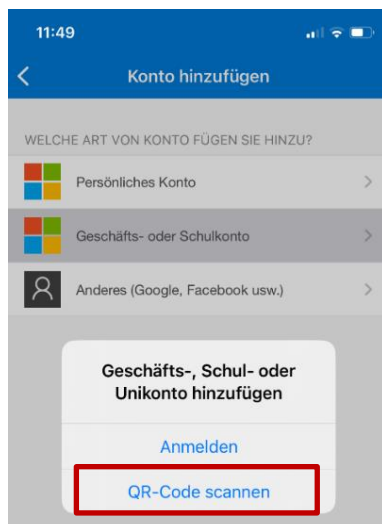 11:49
Konto hinzufügen
WELCHE ART VON KONTO FÜGEN SIE HINZU?
Persönliches Konto
Geschäfts- oder Schulkonto
Anderes (Google, Facebook usw.)
Geschäfts-, Schul- oder
Unikonto hinzufügen
Anmelden
QR-Code scannen